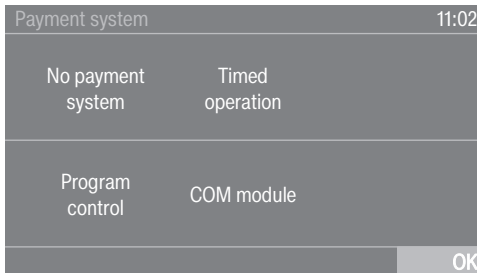 Payment system 11:02
No payment Timed
system operation
Program
control COM module
OK